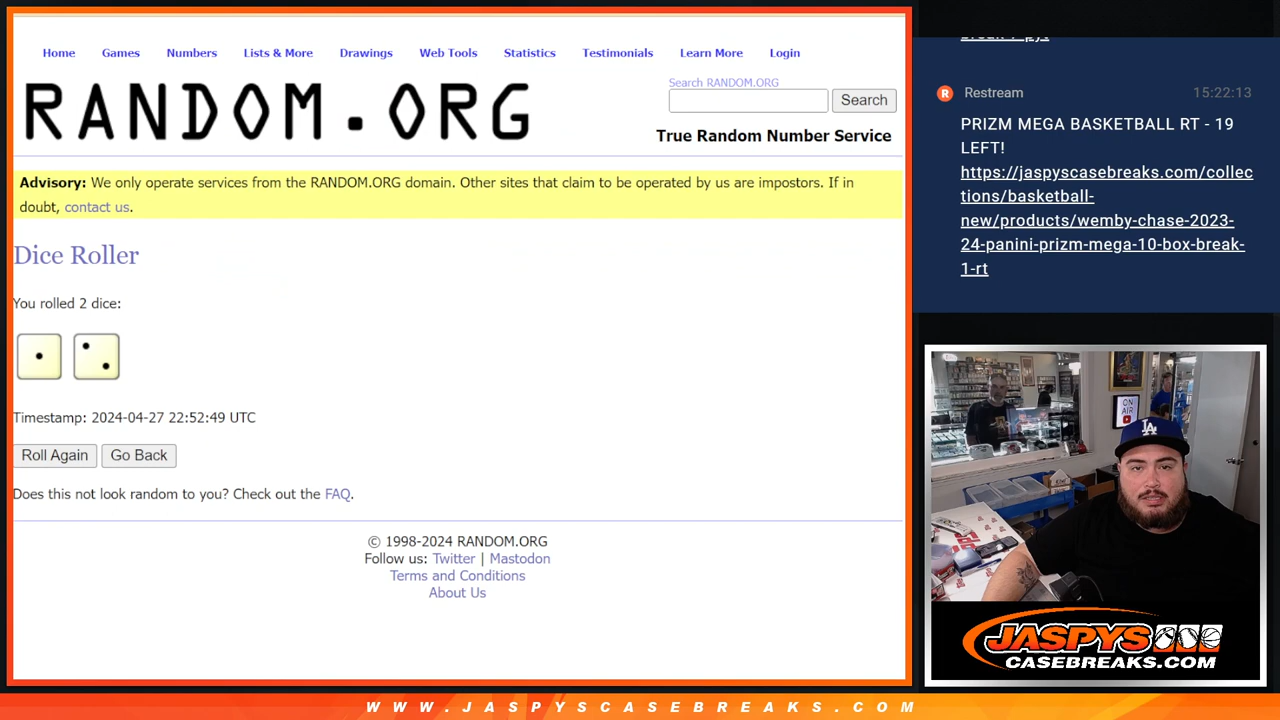 Home Games Numbers Lists & More Drawings Web Tools Statistics Testimonials Learn More Login
RANDOM.ORG
Search RANDOM.ORG
Search
True Random Number Service
Advisory: We only operate services from the RANDOM.ORG domain. Other sites that claim to be operated by us are impostors. If in
doubt, contact us.
Dice Roller
You rolled 2 dice:
Timestamp: 2024-04-27 22:52:49 UTC
Roll Again Go Back
Does this not look random to you? Check out the FAQ.
© 1998-2024 RANDOM.ORG
Follow us: Twitter | Mastodon
Terms and Conditions
About Us
R Restream 15:22:13
PRIZM MEGA BASKETBALL RT - 19
LEFT!
https://jaspyscasebreaks.com/collec
tions/basketball-
new/products/wemby-chase-2023-
24-panini-prizm-mega-10-box-break-
1-rt
ON
AIR
LA
JASPYS
CASEBREAKS.COM
WWW.JASPYSCASEBREAKS.COM